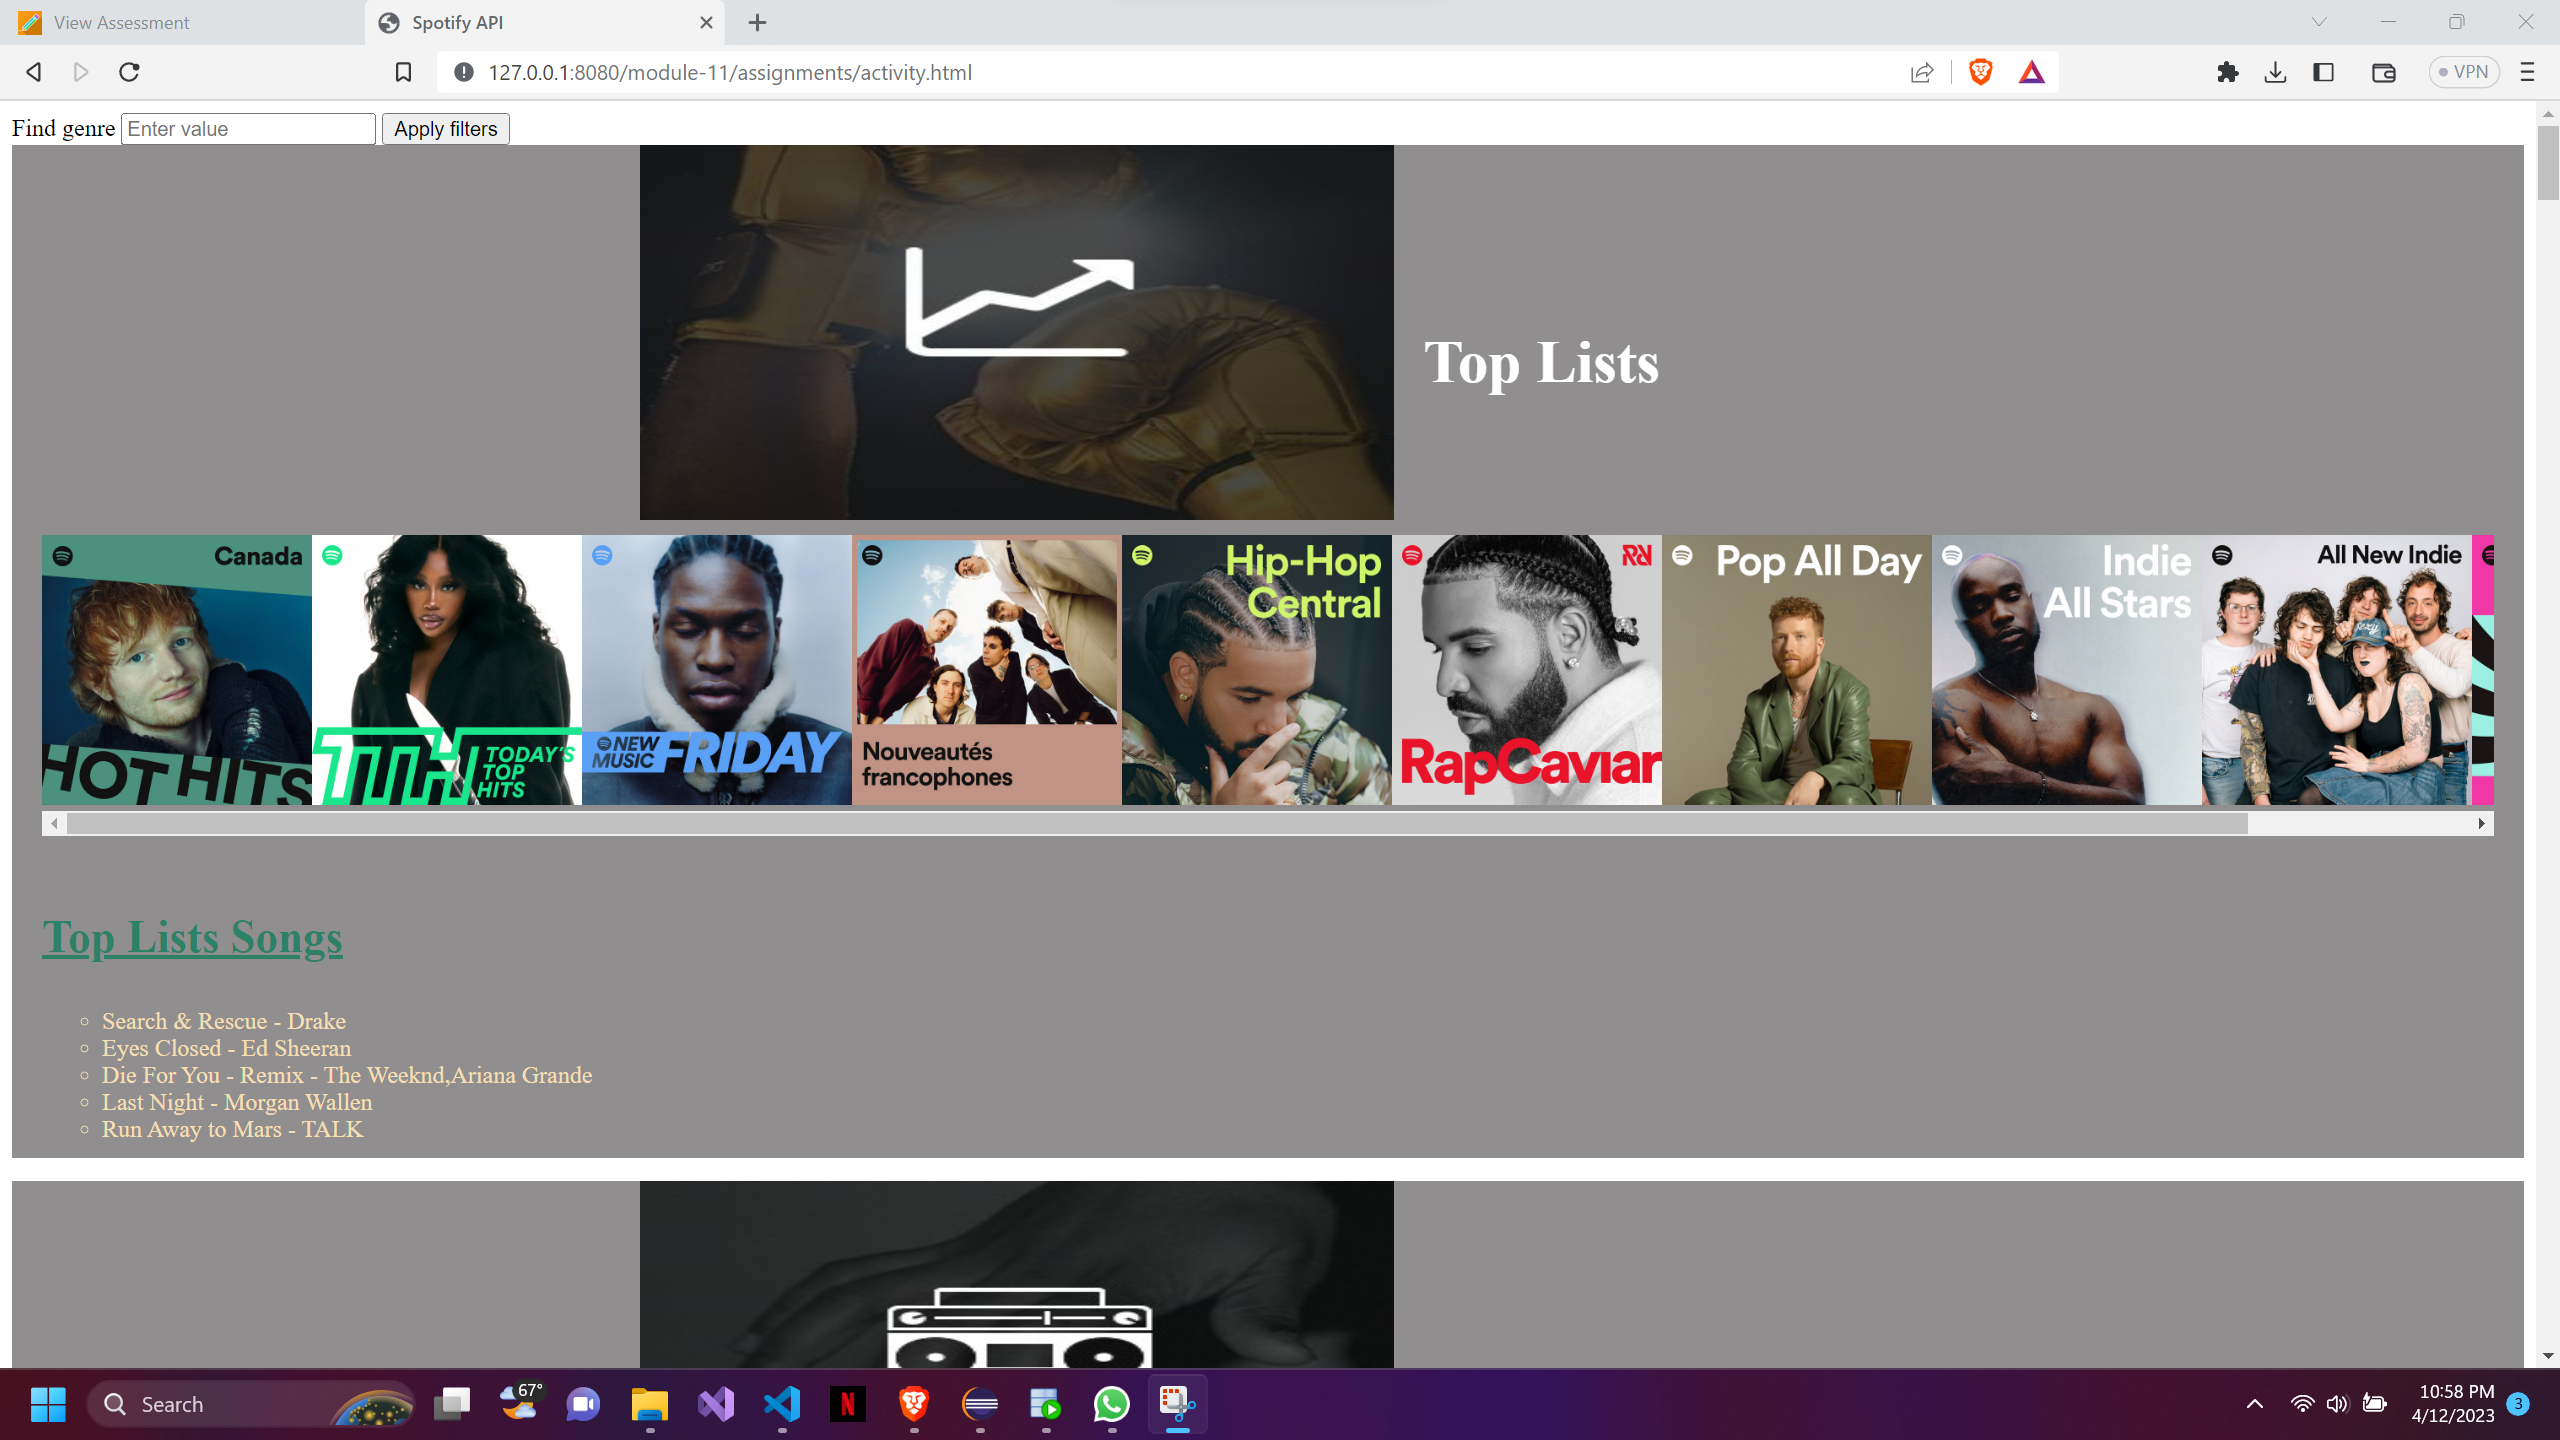 View Assessment
Spotify API
127.0.0.1:8080/module-11/assignments/activity.html
VPN
Find genre Enter value Apply filters
Top Lists
Canada
HOT HITS
TTH TODAY'S
TOP
HITS
NEW
MUSIC FRIDAY
Nouveautés
francophones
Hip-Hop
Central
RapCaviar
Pop All Day
Indie
All Stars
All New Indie
Top Lists Songs
Search & Rescue - Drake
Eyes Closed - Ed Sheeran
Die For You - Remix - The Weeknd,Ariana Grande
Last Night - Morgan Wallen
Run Away to Mars - TALK
Search
67°
N
10:58 PM
4/12/2023
3